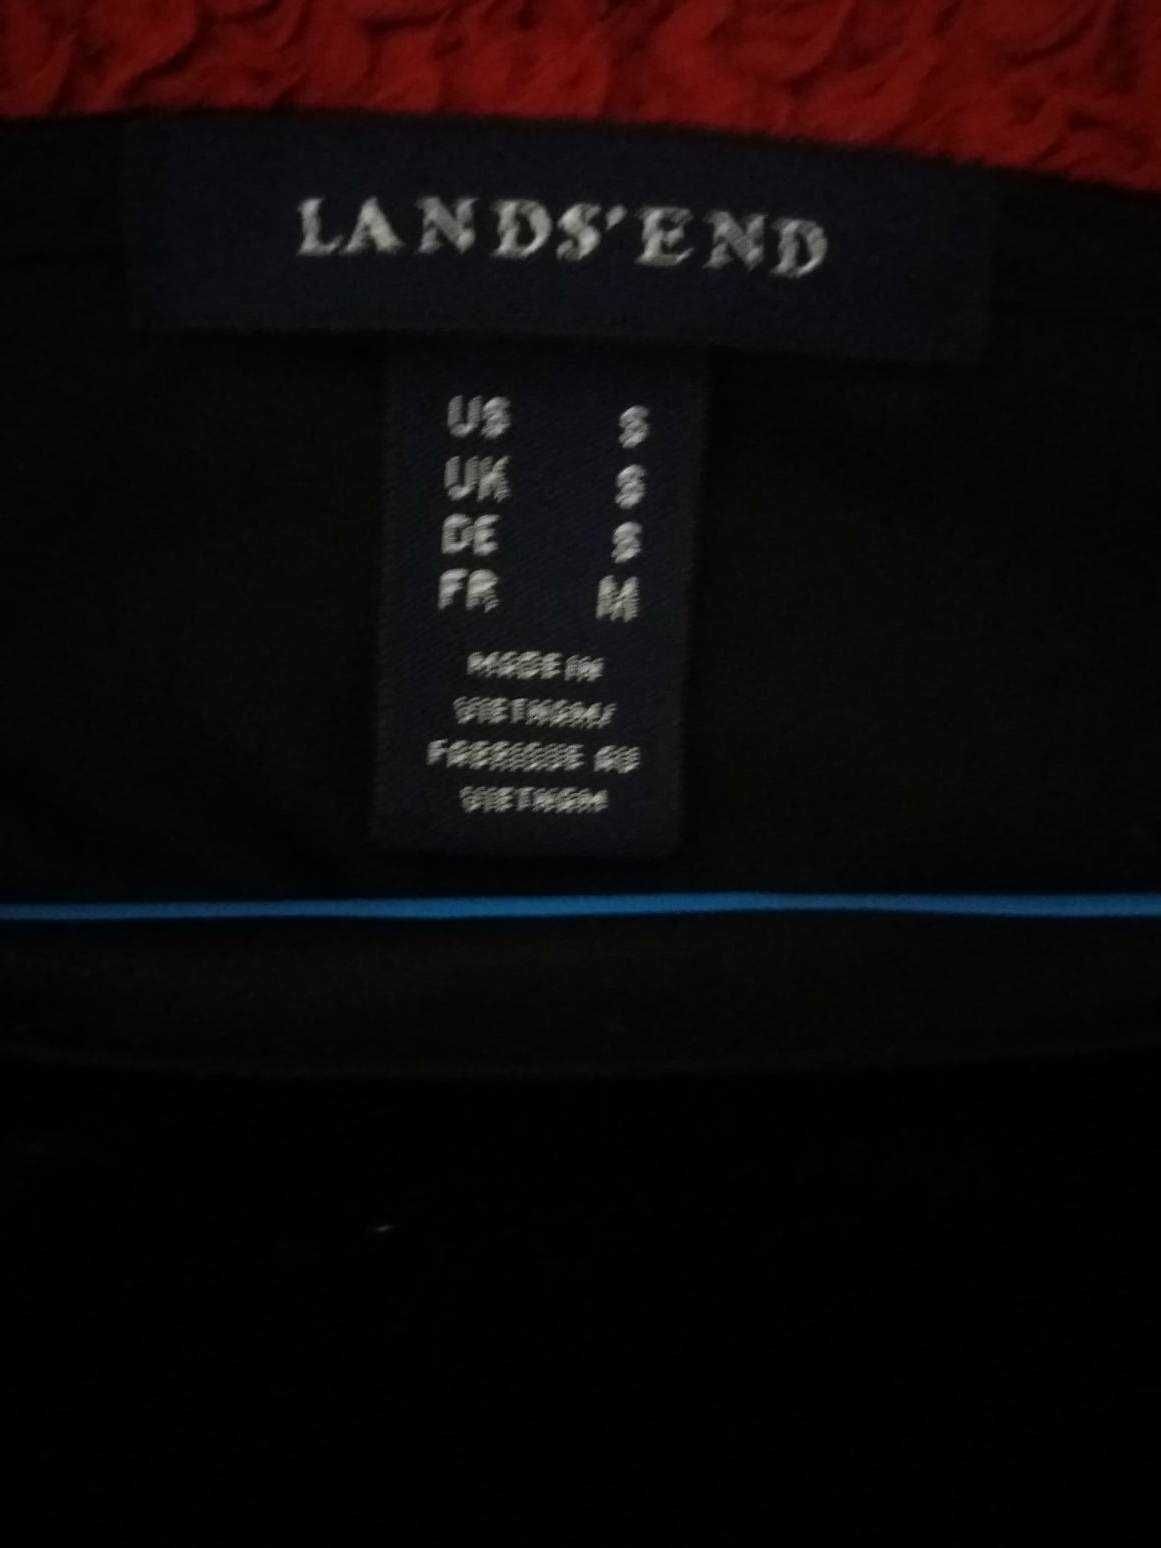 LANDS' END
US S
UK S
DE S
FR M
MADE IN
VIETNAM/
FABRIQUE AU
VIETNAM